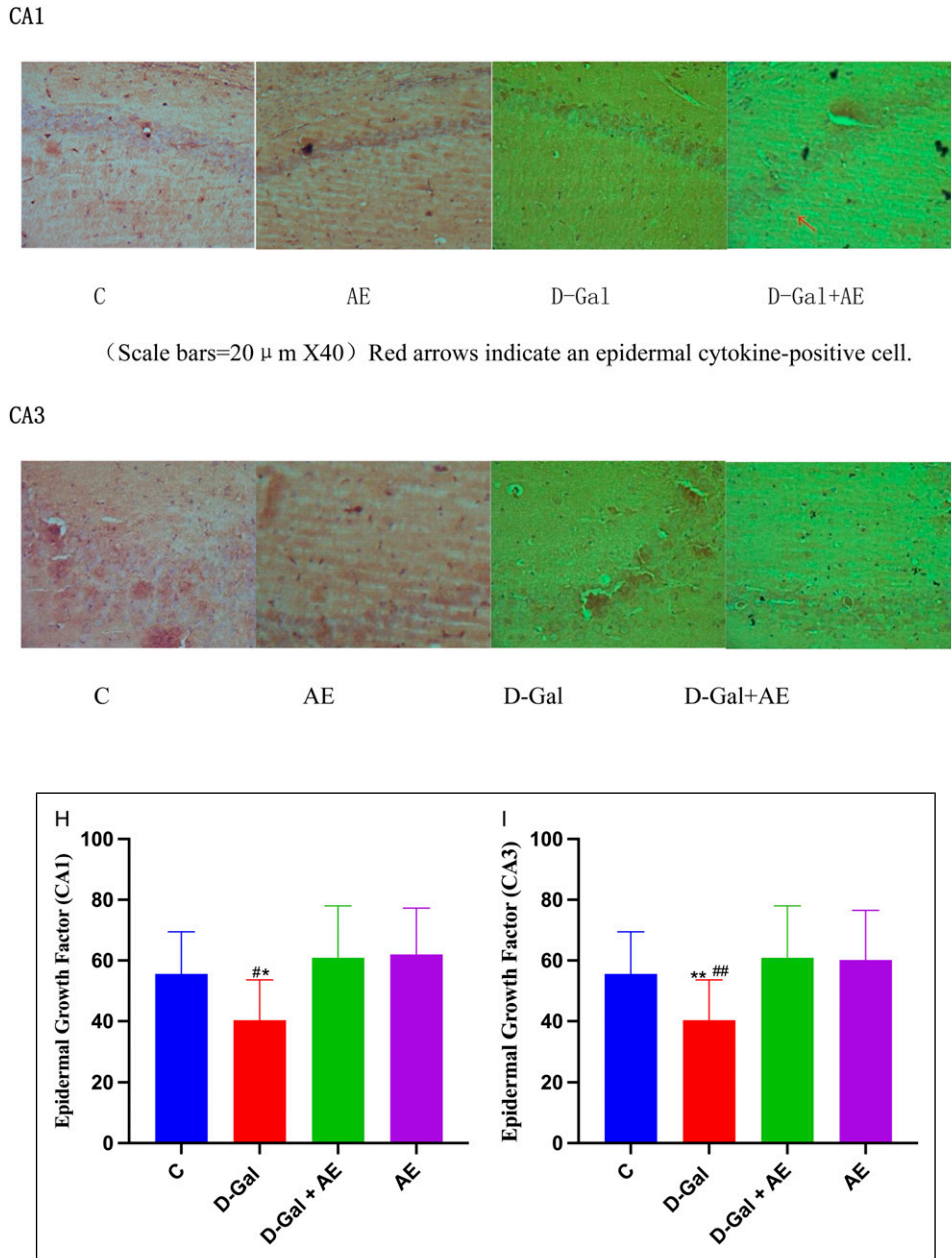 CA1
C AE D-Gal D-Gal+AE
（Scale bars=20 μm X40）Red arrows indicate an epidermal cytokine-positive cell.
CA3
C AE D-Gal D-Gal+AE
H
Epidermal Growth Factor (CA1)
100
80
60
40
20
0
#*
C D-Gal D-Gal + AE AE
I
Epidermal Growth Factor (CA3)
100
80
60
40
20
0
** ##
C D-Gal D-Gal + AE AE